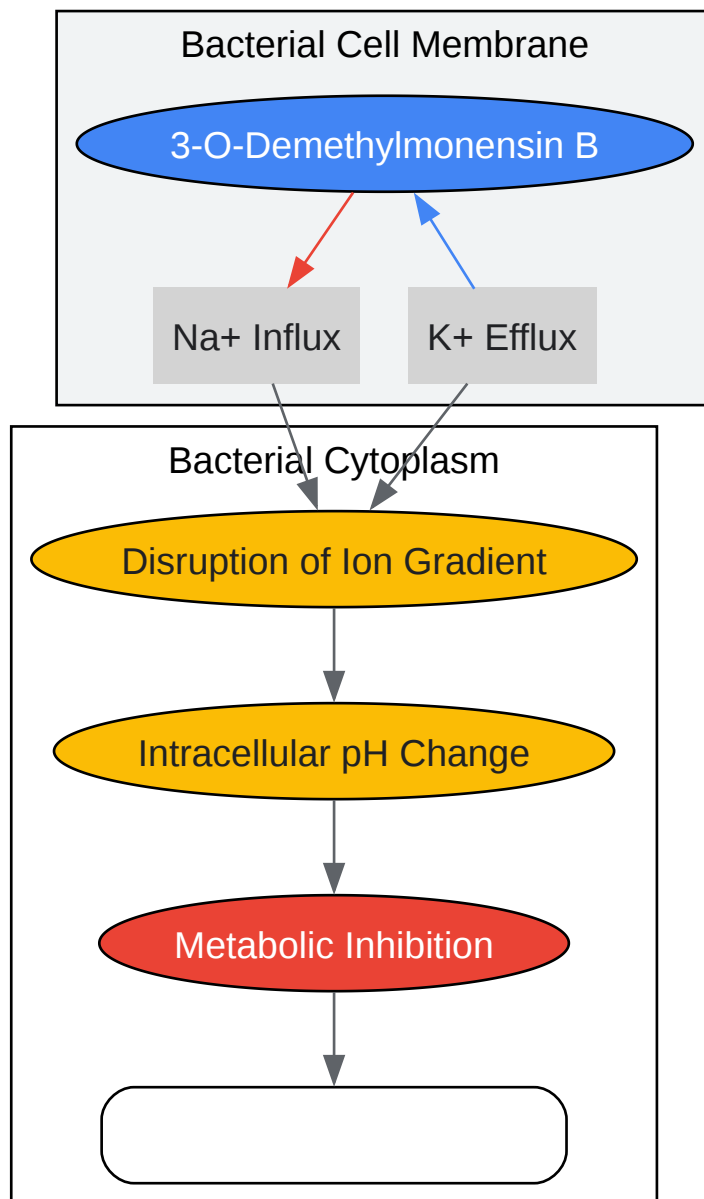 Bacterial Cell Membrane
3-O-Demethylmonensin B
Na+ Influx
K+ Efflux
Bacterial Cytoplasm
Disruption of Ion Gradient
Intracellular pH Change
Metabolic Inhibition